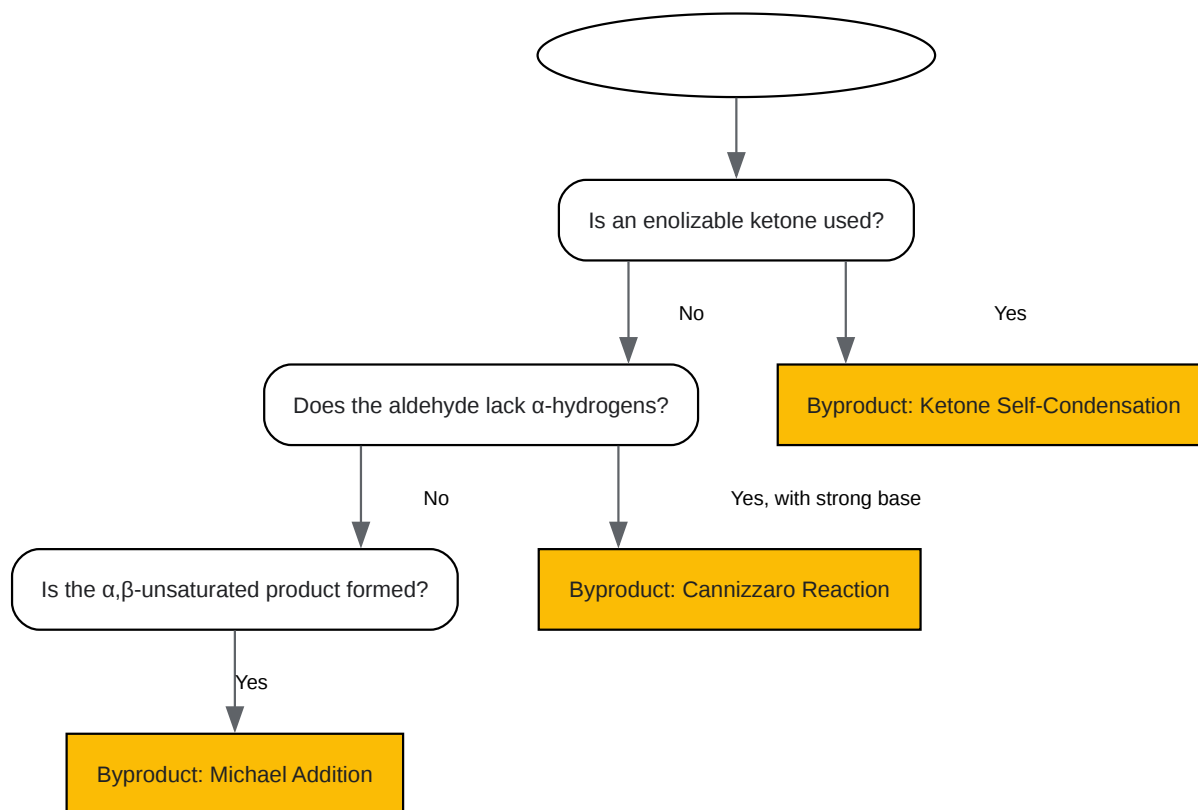 Is an enolizable ketone used?
No
Yes
Does the aldehyde lack α-hydrogens?
Byproduct: Ketone Self-Condensation
No
Yes, with strong base
Is the α,β-unsaturated product formed?
Byproduct: Cannizzaro Reaction
Yes
Byproduct: Michael Addition